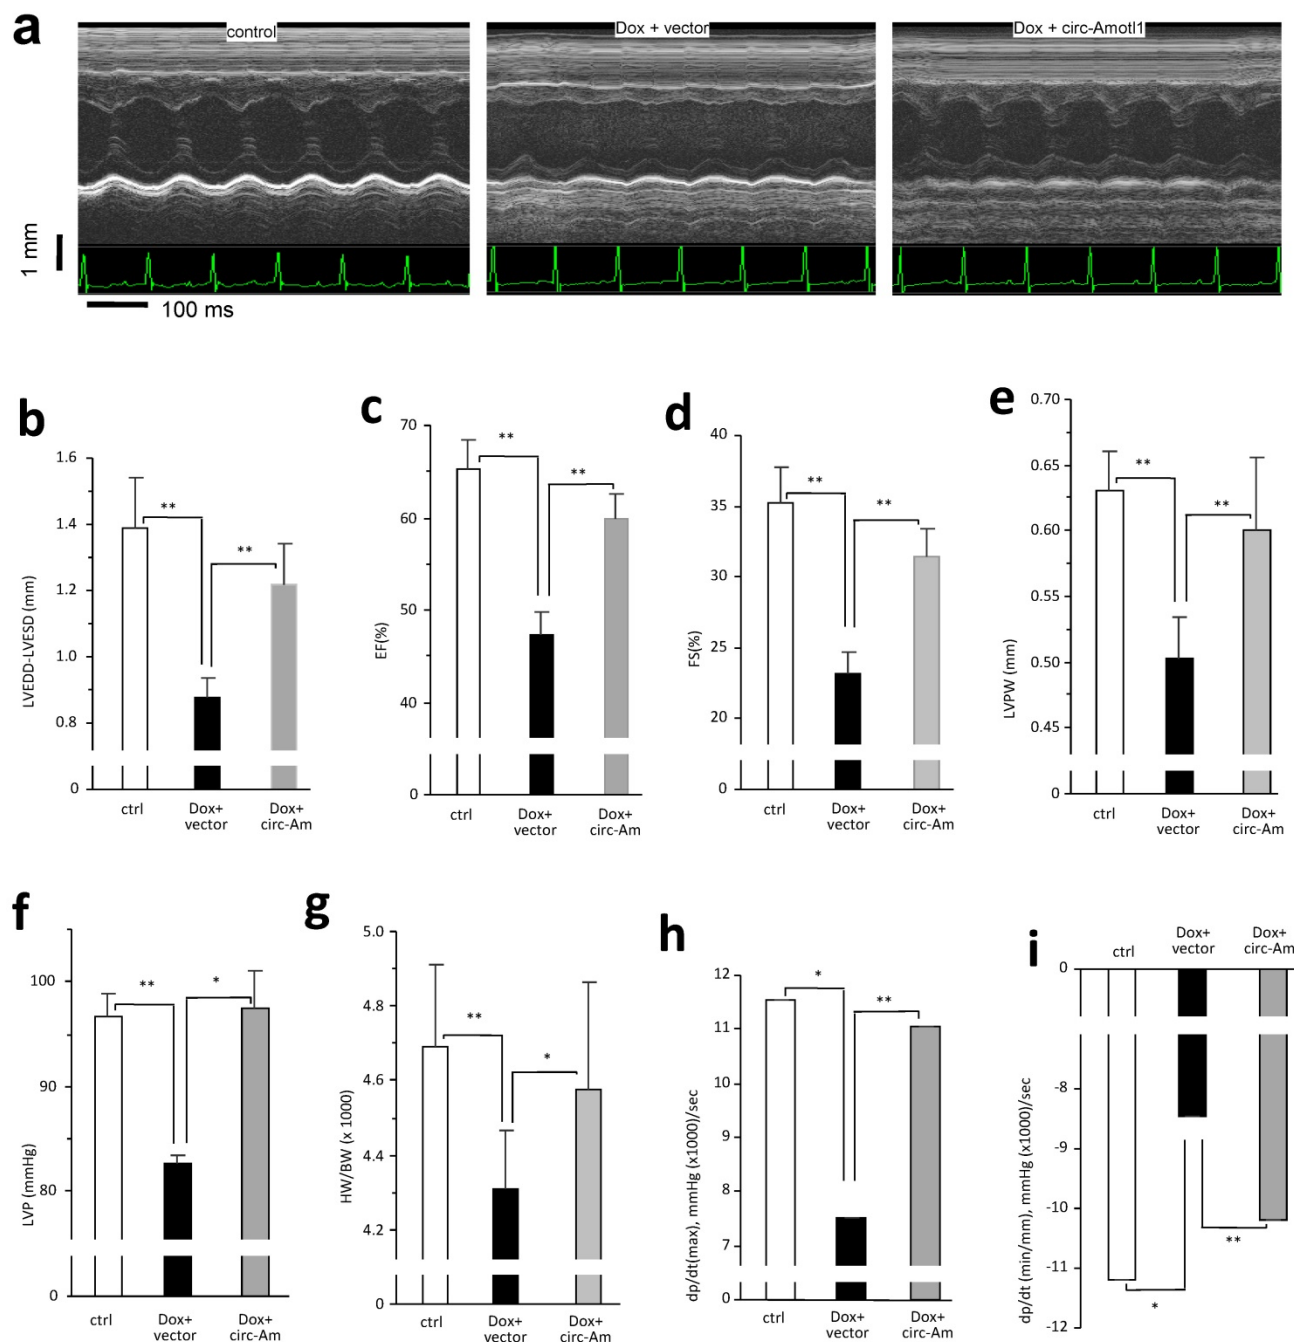 a
control
Dox + vector
Dox + circ-Amotl1
1 mm
100 ms
b
1.6
1.4
1.2
1.0
0.8
0
LVEDD-LVESD (mm)
**
**
ctrl
Dox+
vector
Dox+
circ-Am
c
70
60
50
40
0
EF(%)
**
**
ctrl
Dox+
vector
Dox+
circ-Am
d
40
35
31
25
21
0
FS(%)
**
**
ctrl
Dox+
vector
Dox+
circ-Am
e
0.70
0.65
0.60
0.55
0.50
0.45
0
LVPW (mm)
**
**
ctrl
Dox+
vector
Dox+
circ-Am
f
100
90
80
0
LVP (mmHg)
**
*
ctrl
Dox+
vector
Dox+
circ-Am
g
5.0
4.8
4.6
4.4
4.2
0
HW/BW (x 1000)
**
*
ctrl
Dox+
vector
Dox+
circ-Am
h
12
11
11
9
8
7
0
dp/dt(max), mmHg (x1000)/sec
*
**
ctrl
Dox+
vector
Dox+
circ-Am
i
ctrl
Dox+
vector
Dox+
circ-Am
0
-8
-9
-10
-11
-12
dp/dt (min/mm), mmHg (x1000)/sec
*
**